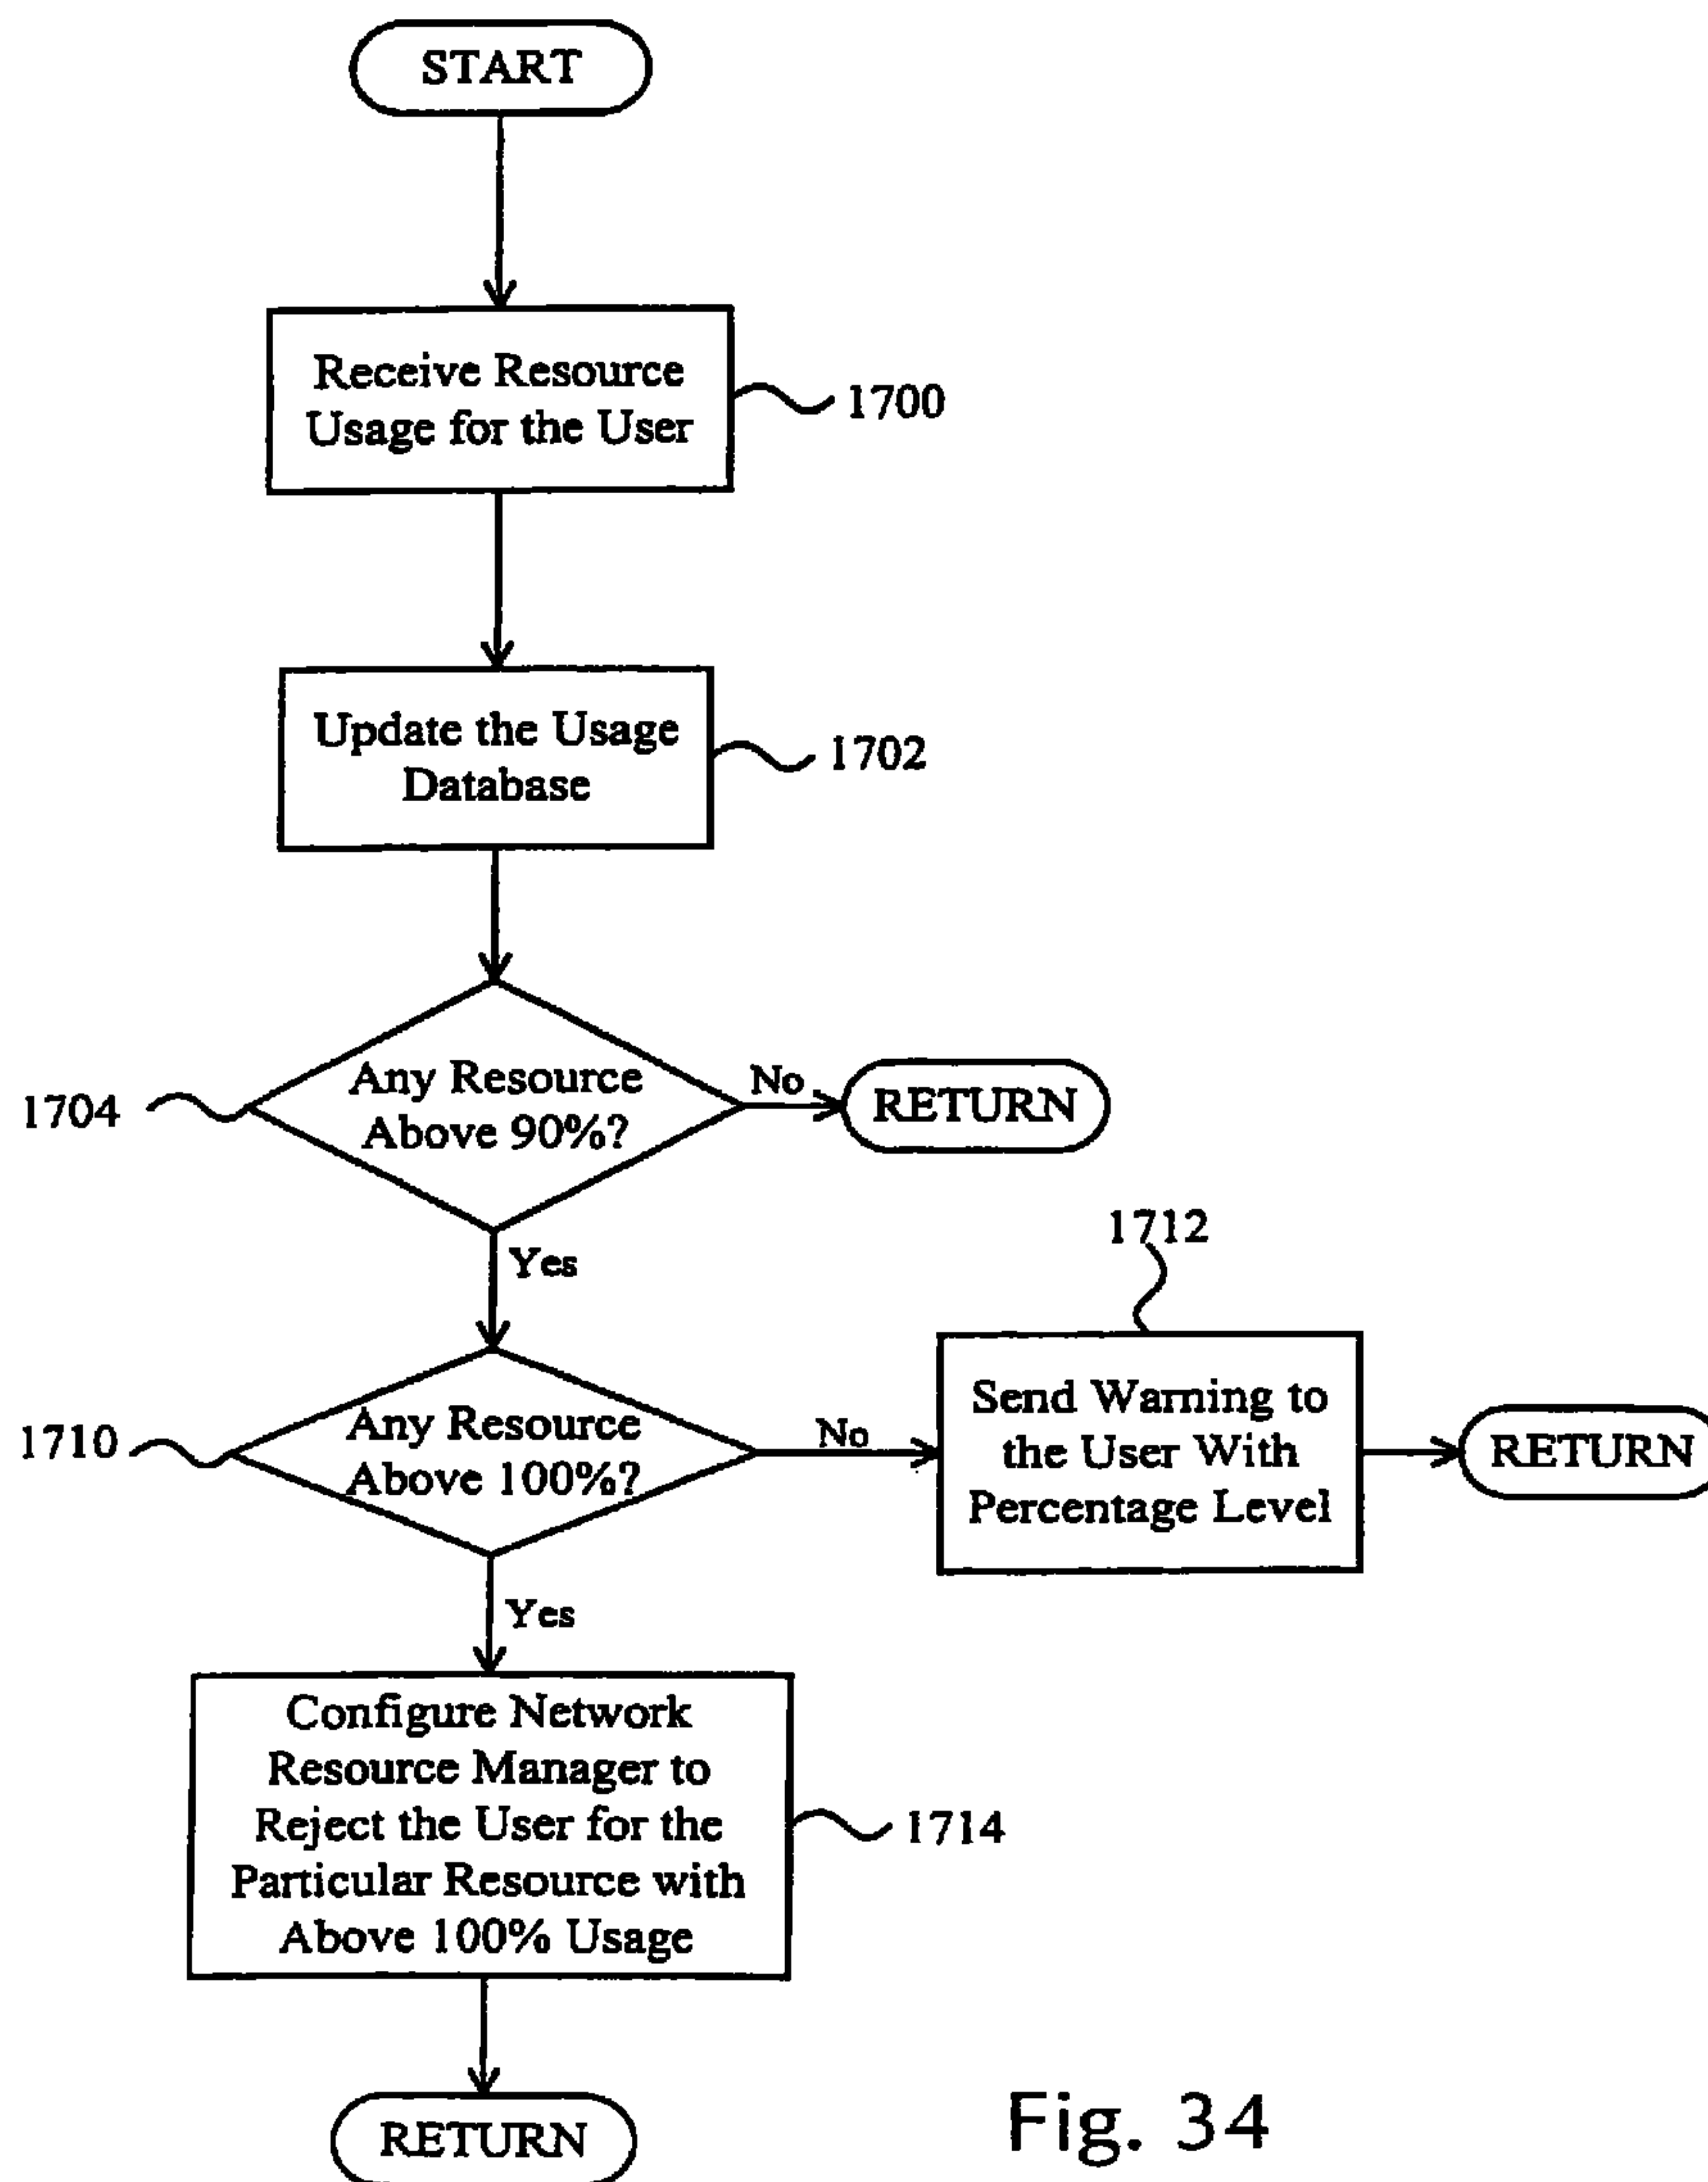 START
Receive Resource
Usage for the User
1700
Update the Usage
Database
1702
Any Resource
Above 90%?
1704
No
RETURN
Yes
Any Resource
Above 100%?
1710
No
1712
Send Warning to
the User With
Percentage Level
RETURN
Yes
Configure Network
Resource Manager to
Reject the User for the
Particular Resource with
Above 100% Usage
1714
RETURN
Fig. 34